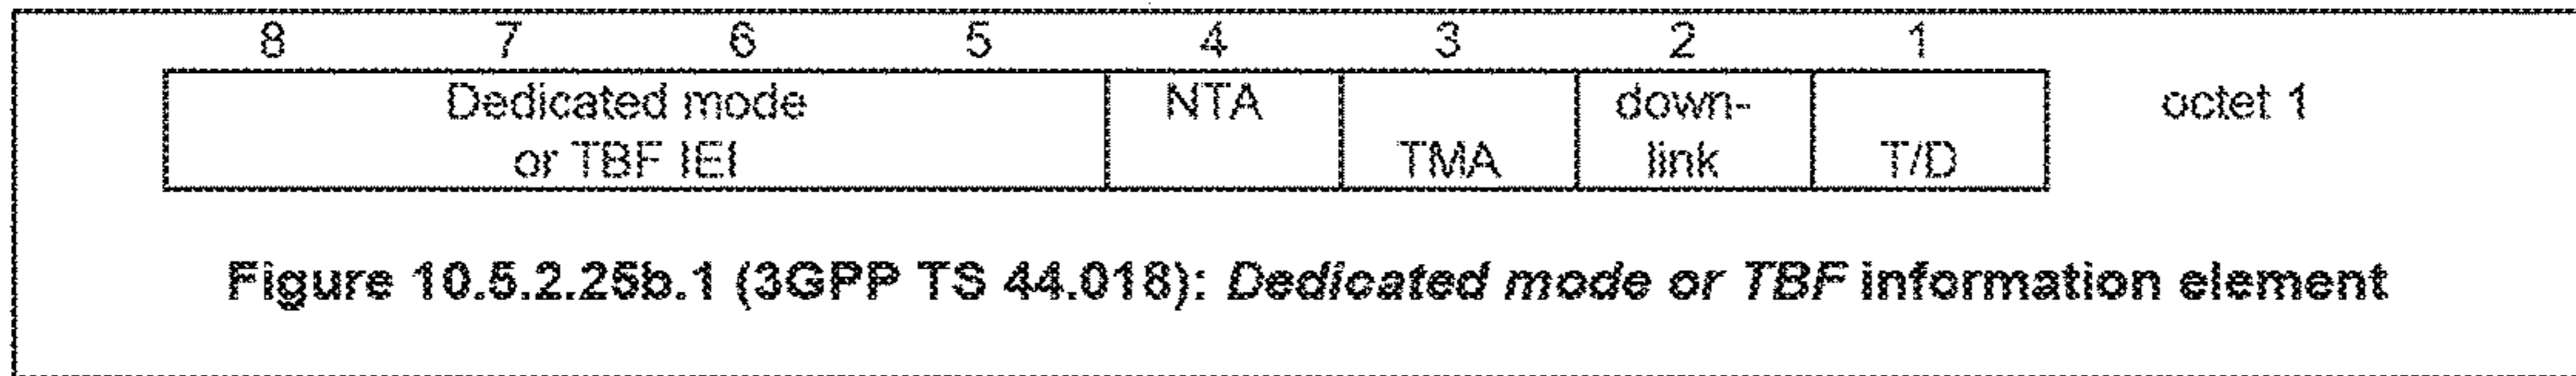 8 7 6 5 4 3 2 1
Dedicated mode NTA down- octet 1
or TBF IEI TMA link T/D
Figure 10.5.2.25b.1 (3GPP TS 44.018): Dedicated mode or TBF information element